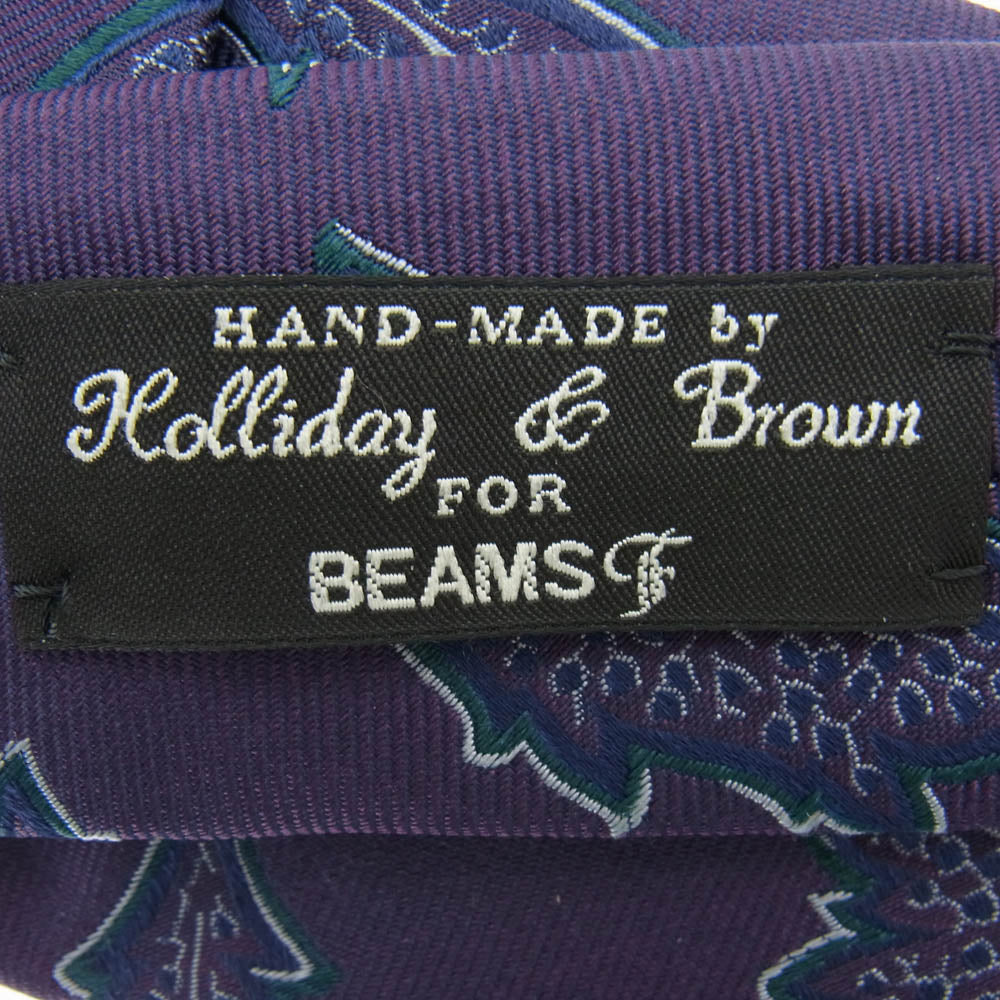 HAND-MADE by
Holliday & Brown
FOR
BEAMS F